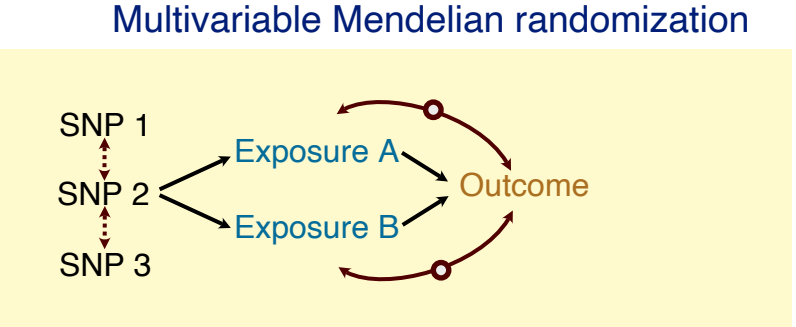 Multivariable Mendelian randomization
SNP 1
Exposure A
SNP 2
Outcome
Exposure B
SNP 3